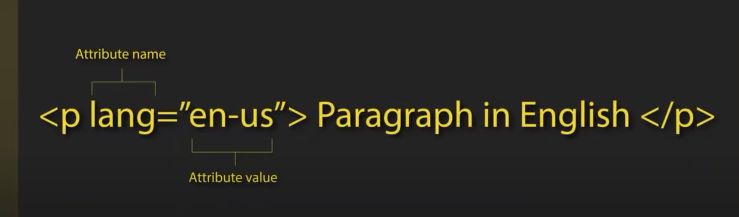 Attribute name
<p lang="en-us"> Paragraph in English </p>
Attribute value